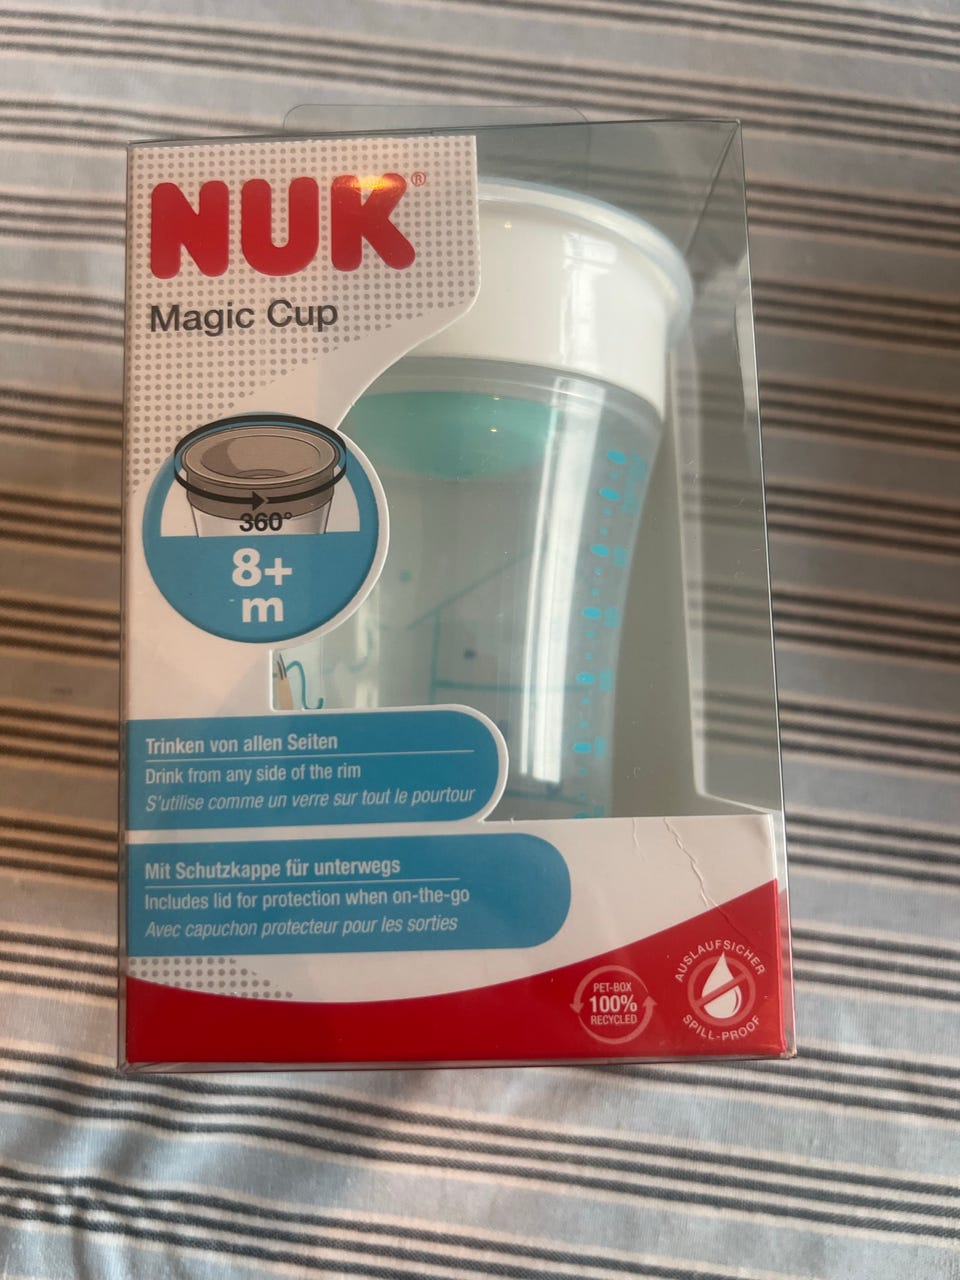 NUK®
Magic Cup
360°
8+
m
Trinken von allen Seiten
Drink from any side of the rim
S'utilise comme un verre sur tout le pourtour
Mit Schutzkappe für unterwegs
Includes lid for protection when on-the-go
Avec capuchon protecteur pour les sorties
PET-BOX
100%
RECYCLED
AUSLAUFSICHER
SPILL-PROOF